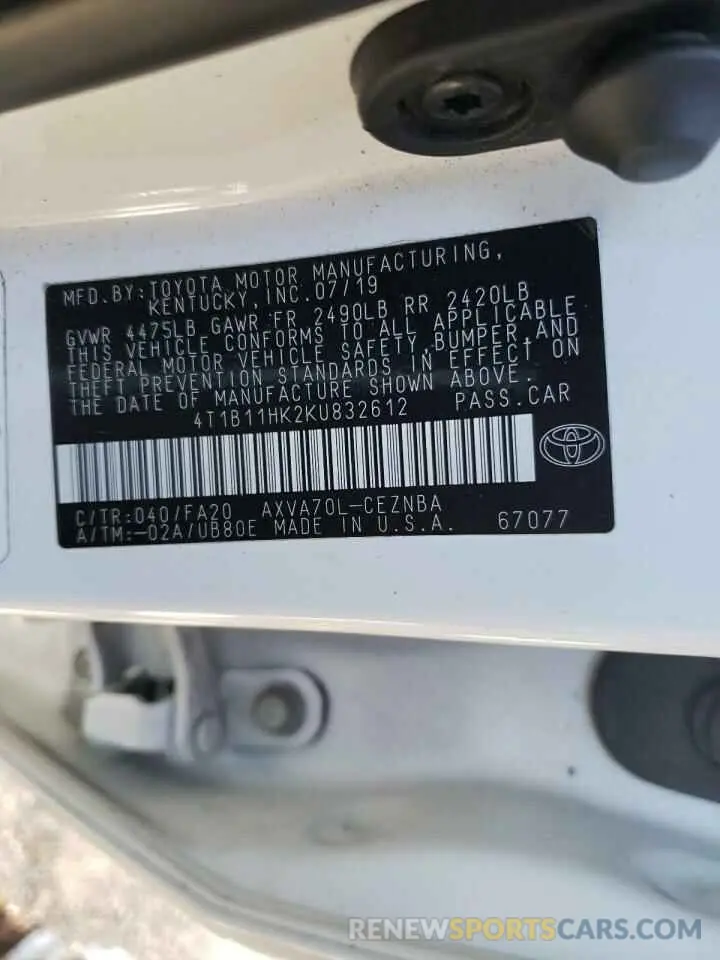 MFD.BY:TOYOTA MOTOR MANUFACTURING,
KENTUCKY,INC.07/19
GVWR 4475LB GAWR FR 2490LB RR 2420LB
THIS VEHICLE CONFORMS TO ALL APPLICABLE
FEDERAL MOTOR VEHICLE SAFETY,BUMPER,AND
THEFT PREVENTION STANDARDS IN EFFECT ON
THE DATE OF MANUFACTURE SHOWN ABOVE.
4T1B11HK2KU832612 PASS.CAR
C/TR:040/FA20 AXVA70L-CEZNBA
A/TM:-02A/UB80E MADE IN U.S.A. 67077
RENEWSPORTSCARS.COM